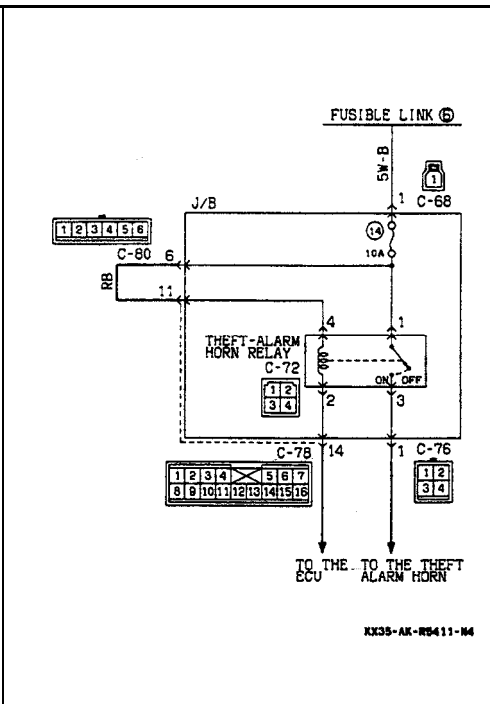 FUSIBLE LINK ⑥
5W-B
1
1
C-68
J/B
⑭
10A
1 2 3 4 5 6
C-80
6
RB
11
4
1
THEFT-ALARM
HORN RELAY
C-72
1 2
3 4
ON OFF
2
3
C-78
14
1
C-76
1 2 3 4 5 6 7
8 9 10 11 12 13 14 15 16
1 2
3 4
TO THE
ECU
TO THE THEFT
ALARM HORN
KX35-AK-R5411-N4